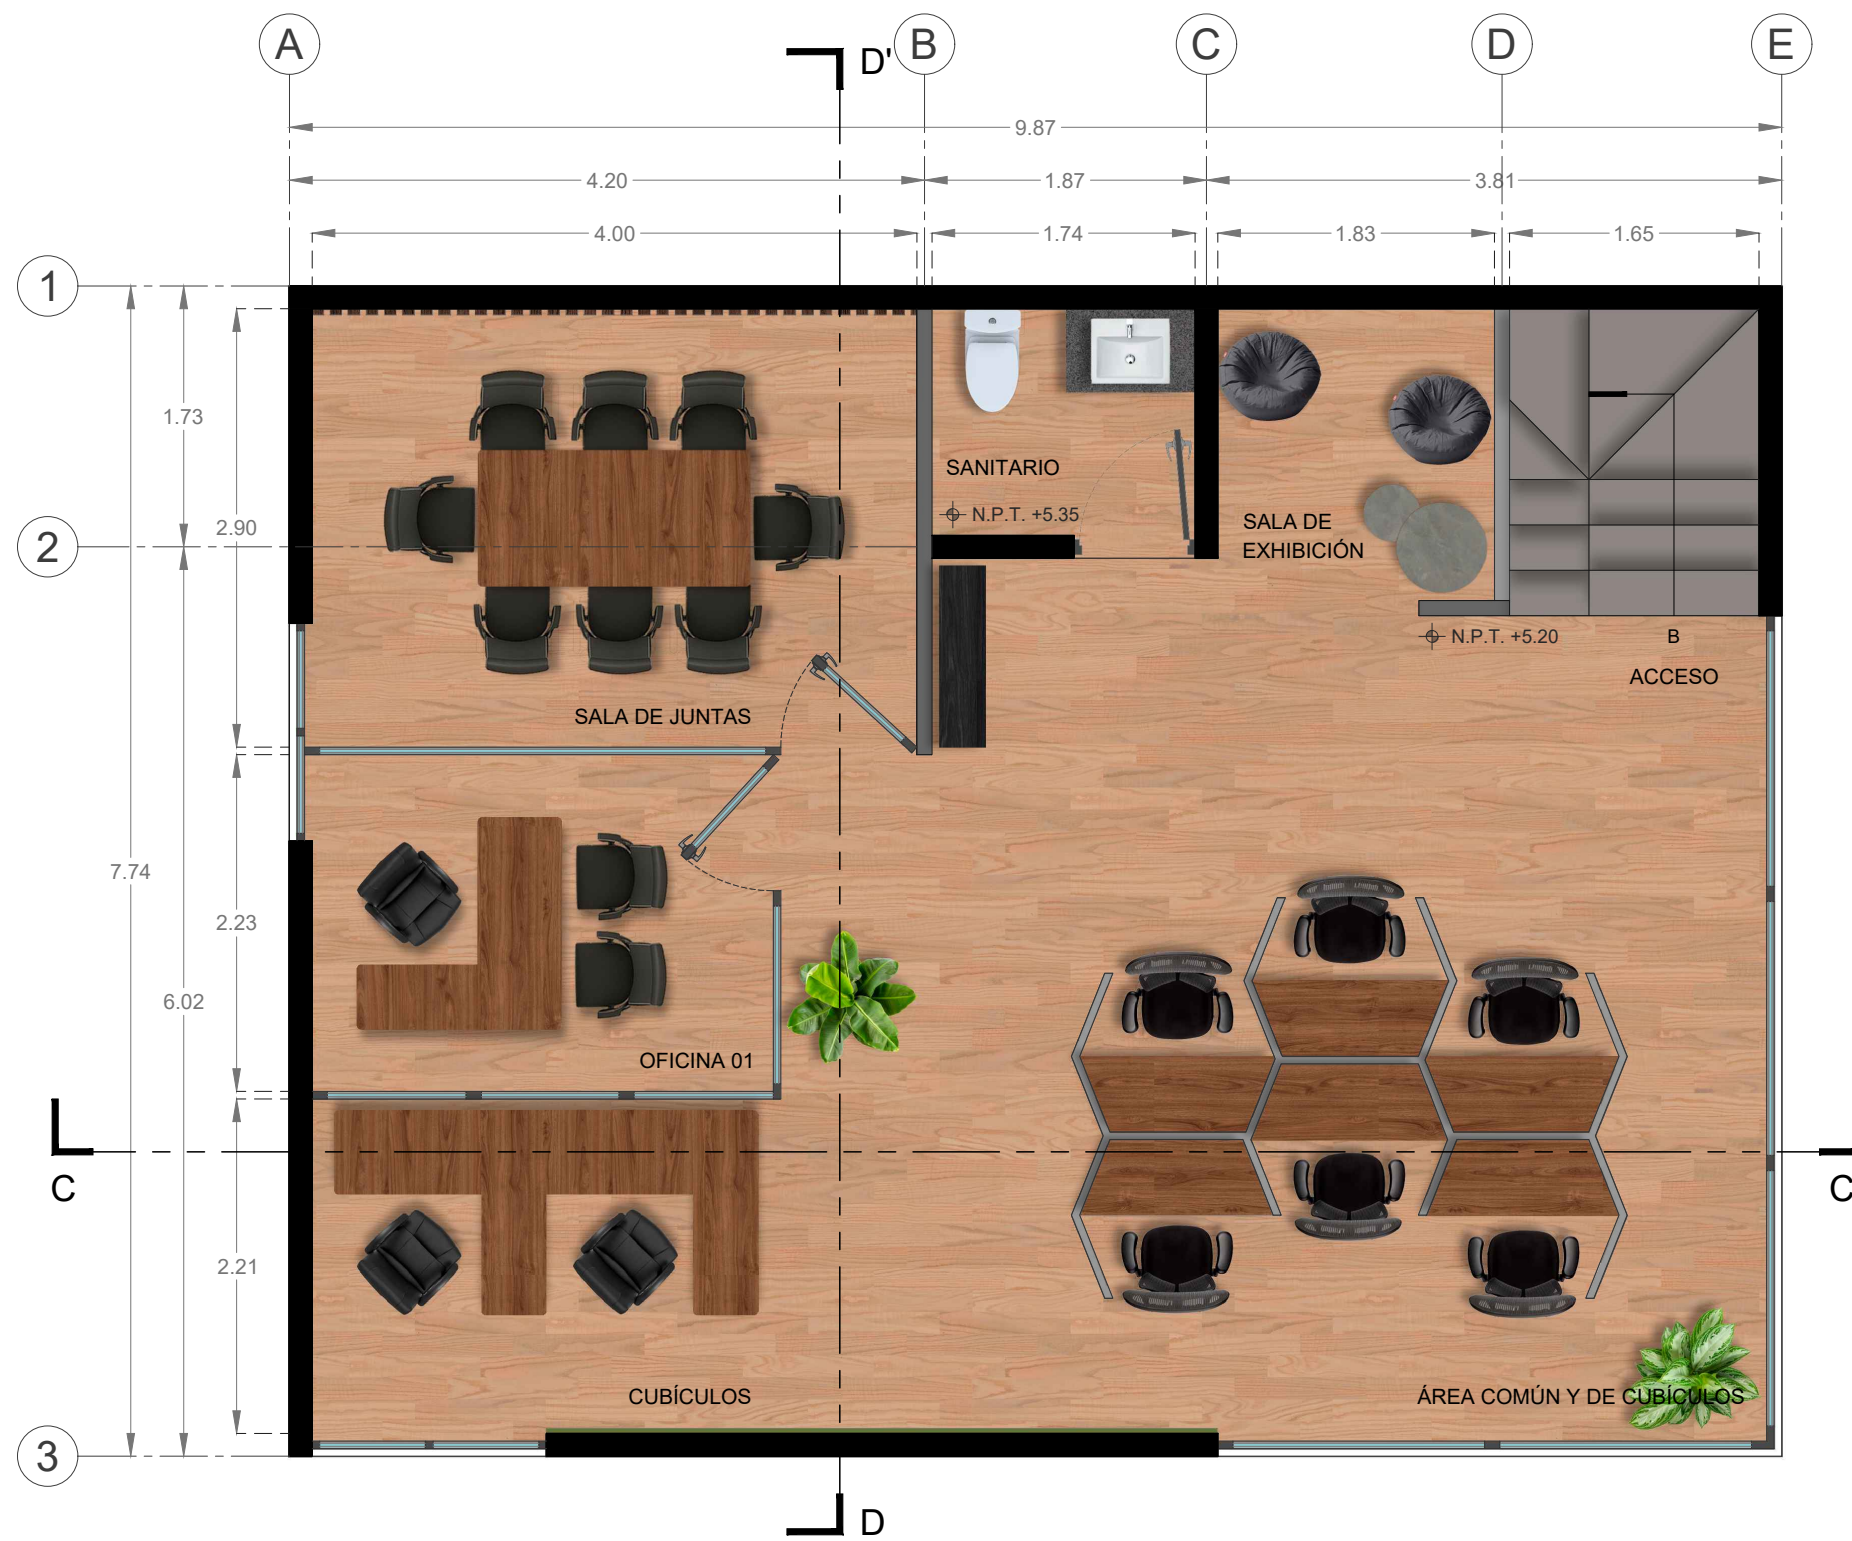 A
D'
B
C
D
E
9.87
4.20
1.87
3.81
4.00
1.74
1.83
1.65
1
1.73
2.90
2
SANITARIO
N.P.T. +5.35
SALA DE
EXHIBICIÓN
N.P.T. +5.20
B
ACCESO
SALA DE JUNTAS
7.74
2.23
6.02
OFICINA 01
C
C
2.21
CUBÍCULOS
ÁREA COMÚN Y DE CUBÍCULOS
3
D